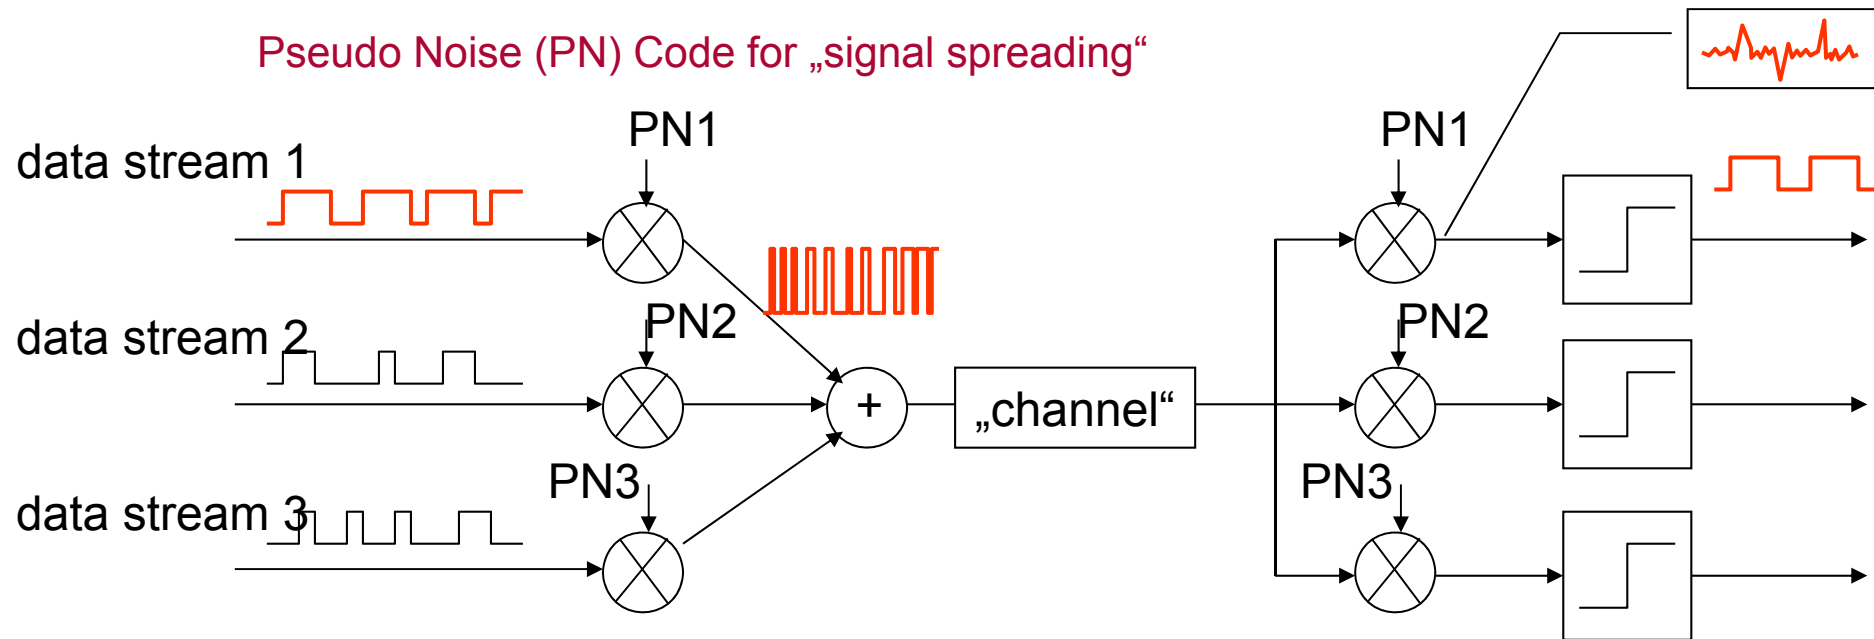 Pseudo Noise (PN) Code for „signal spreading“
PN1
PN1
data stream 1
PN2
PN2
data stream 2
+
„channel“
PN3
PN3
data stream 3